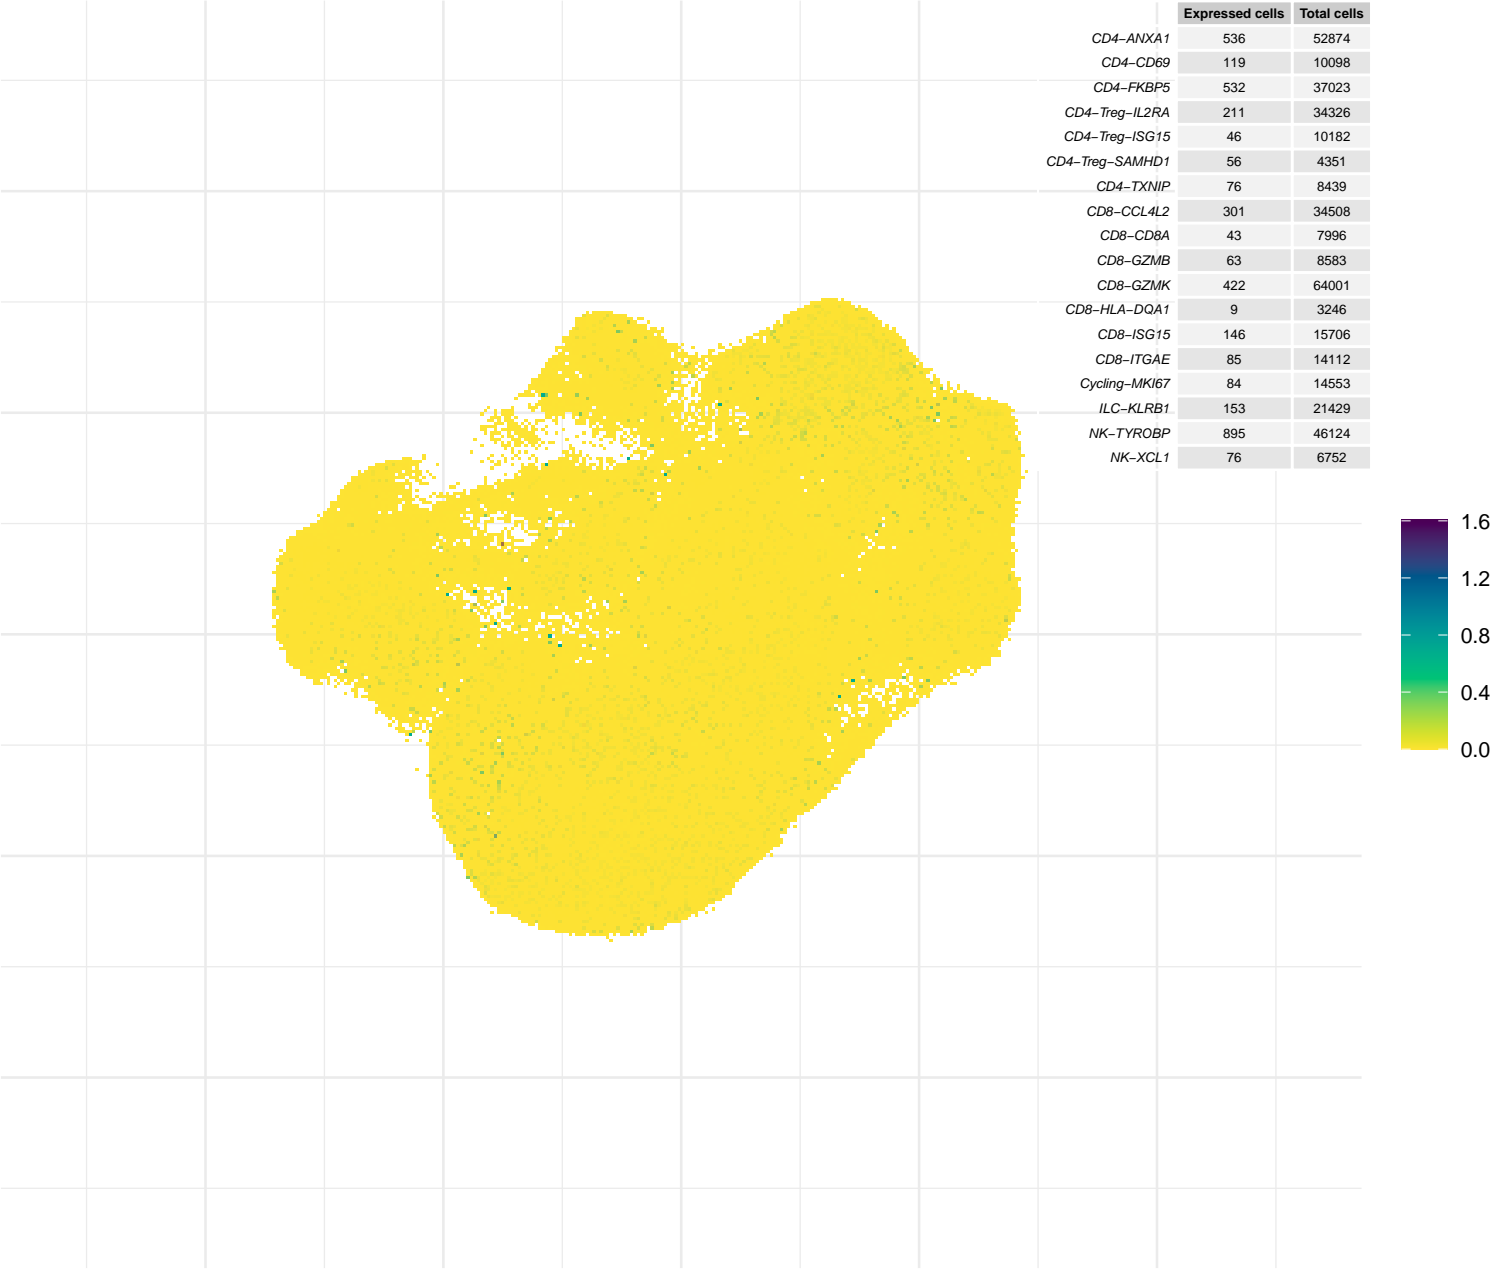 Expressed cells Total cells
CD4−ANXA1 536 52874
CD4−CD69 119 10098
CD4−FKBP5 532 37023
CD4−Treg−IL2RA 211 34326
CD4−Treg−ISG15 46 10182
CD4−Treg−SAMHD1 56 4351
CD4−TXNIP 76 8439
CD8−CCL4L2 301 34508
CD8−CD8A 43 7996
CD8−GZMB 63 8583
CD8−GZMK 422 64001
CD8−HLA−DQA1 9 3246
CD8−ISG15 146 15706
CD8−ITGAE 85 14112
Cycling−MKI67 84 14553
ILC−KLRB1 153 21429
NK−TYROBP 895 46124
NK−XCL1 76 6752
1.6
1.2
0.8
0.4
0.0